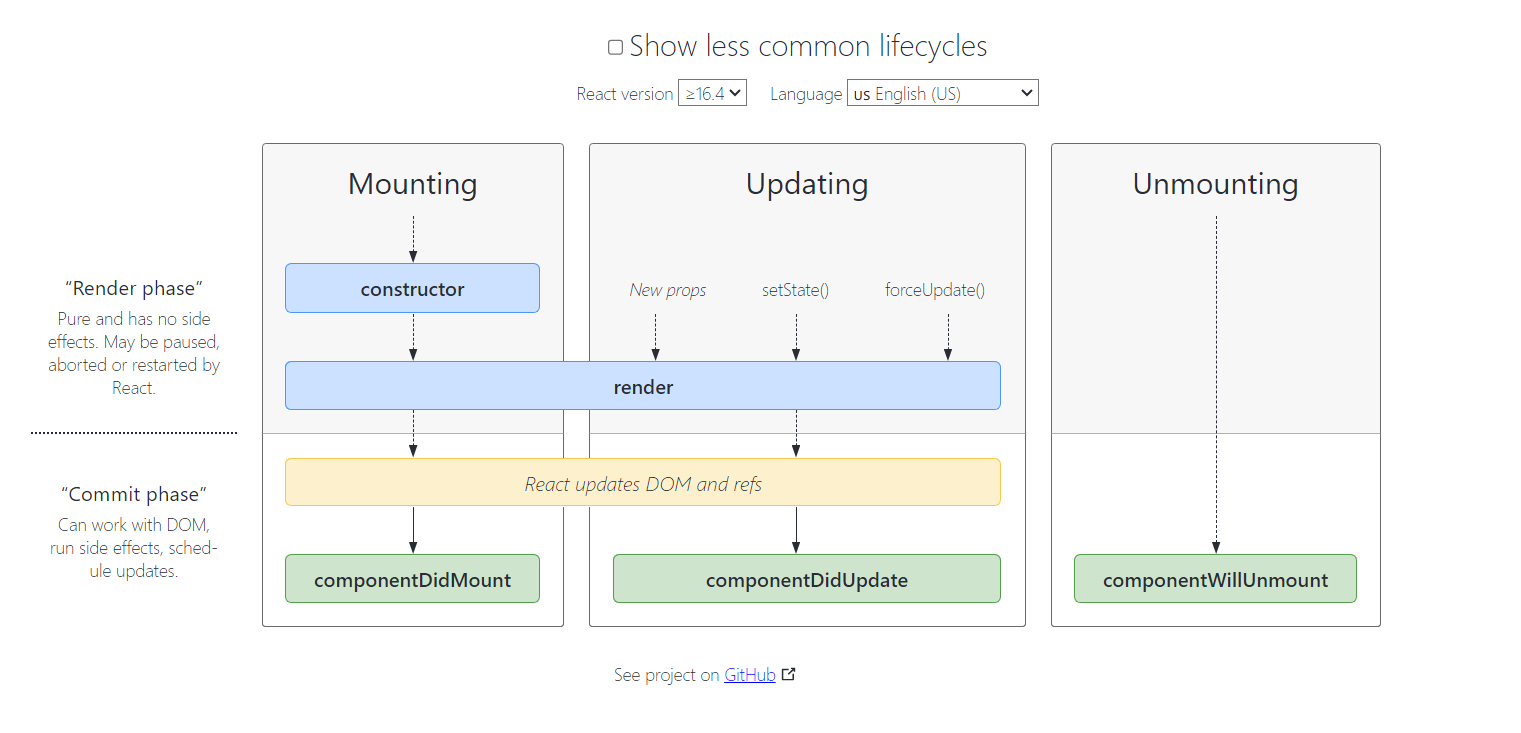 Show less common lifecycles
React version ≥16.4 Language us English (US)
Mounting
Updating
Unmounting
“Render phase”
Pure and has no side
effects. May be paused,
aborted or restarted by
React.
constructor
New props
setState()
forceUpdate()
render
“Commit phase”
Can work with DOM,
run side effects, sched-
ule updates.
React updates DOM and refs
componentDidMount
componentDidUpdate
componentWillUnmount
See project on GitHub